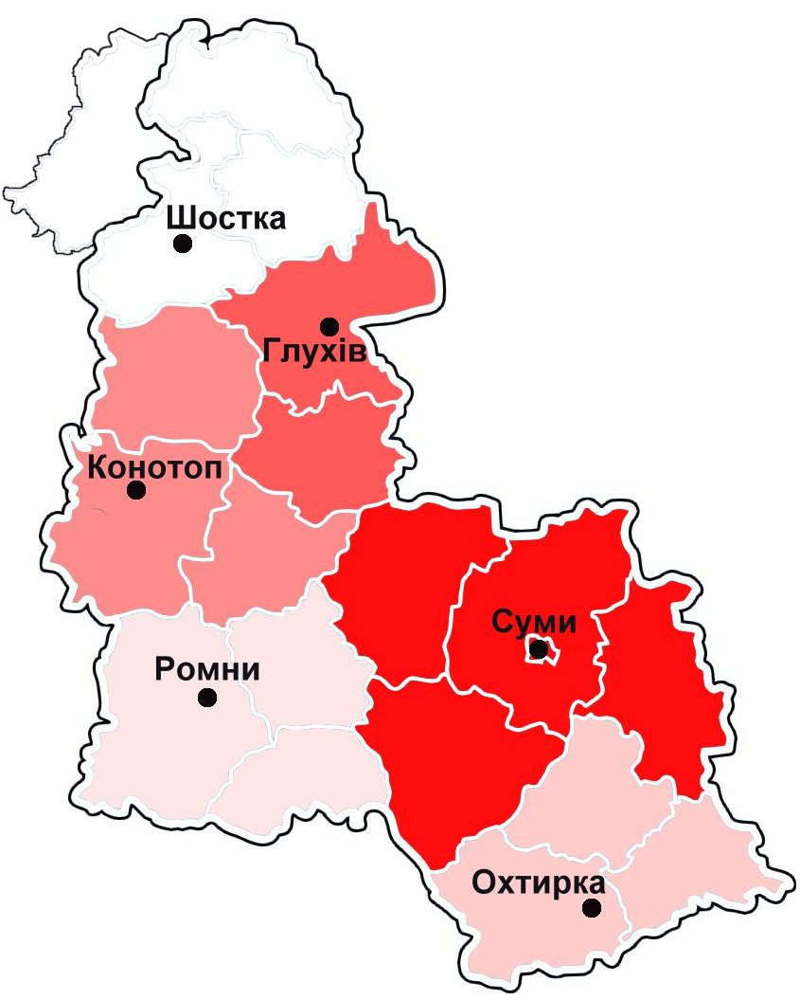 Шостка
Глухів
Конотоп
Суми
Ромни
Охтирка